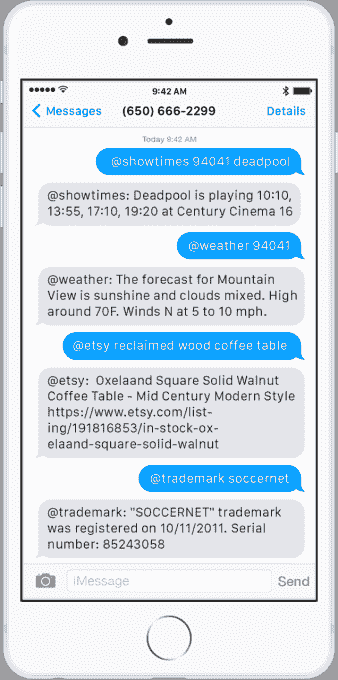 9:42 AM
Messages (650) 666-2299 Details
Today 9:42 AM
@showtimes 94041 deadpool
@showtimes: Deadpool is playing 10:10,
13:55, 17:10, 19:20 at Century Cinema 16
@weather 94041
@weather: The forecast for Mountain
View is sunshine and clouds mixed. High
around 70F. Winds N at 5 to 10 mph.
@etsy reclaimed wood coffee table
@etsy: Oxelaand Square Solid Walnut
Coffee Table - Mid Century Modern Style
https://www.etsy.com/list-
ing/191816853/in-stock-ox-
elaand-square-solid-walnut
@trademark soccernet
@trademark: "SOCCERNET" trademark
was registered on 10/11/2011. Serial
number: 85243058
iMessage Send